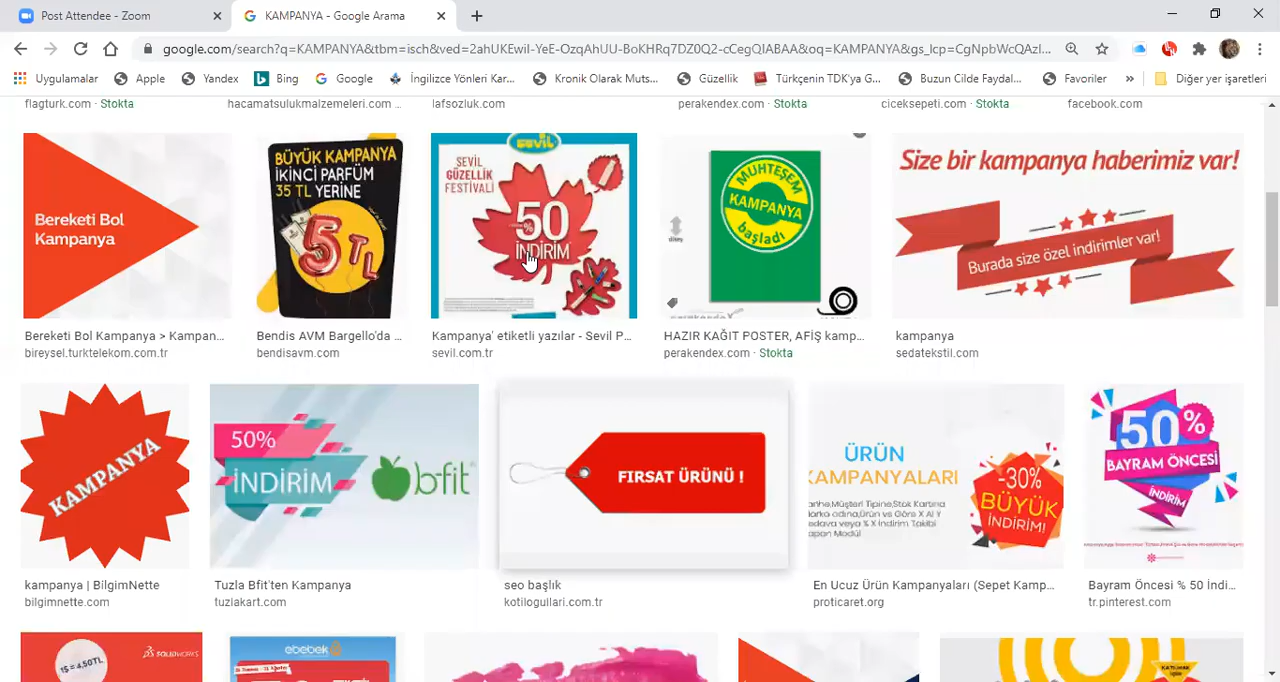 Post Attendee - Zoom
KAMPANYA - Google Arama
google.com/search?q=KAMPANYA&tbm=isch&ved=2ahUKEwiI-YeE-OzqAhUU-BoKHRq7DZ0Q2-cCegQIABAA&oq=KAMPANYA&gs_lcp=CgNpbWcQAzI...
Uygulamalar Apple Yandex Bing Google İngilizce Yönleri Kar... Kronik Olarak Muts... Güzellik Türkçenin TDK'ya G... Buzun Cilde Faydal... Favoriler » Diğer yer işaretleri
flagturk.com · Stokta
hacamatsulukmalzemeleri.com ...
lafsozluk.com
perakendex.com · Stokta
ciceksepeti.com · Stokta
facebook.com
Bereketi Bol
Kampanya
BÜYÜK KAMPANYA
İKİNCİ PARFÜM
35 TL YERİNE
5 TL
sevil
SEVİL
GÜZELLİK
FESTİVALİ
%50
İNDİRİM
MUHTEŞEM
KAMPANYA
başladı
Size bir kampanya haberimiz var!
Burada size özel indirimler var!
Bereketi Bol Kampanya > Kampan...
bireysel.turktelekom.com.tr
Bendis AVM Bargello'da ...
bendisavm.com
Kampanya' etiketli yazılar - Sevil P...
sevil.com.tr
HAZIR KAĞIT POSTER, AFİŞ kamp...
perakendex.com · Stokta
kampanya
sedatekstil.com
KAMPANYA
50%
İNDİRİM
bfit
FIRSAT ÜRÜNÜ !
ÜRÜN
KAMPANYALARI
-30%
BÜYÜK
İNDİRİM!
50%
BAYRAM ÖNCESİ
İNDİRİM
kampanya | BilgimNette
bilgimnette.com
Tuzla Bfit'ten Kampanya
tuzlakart.com
seo başlık
kotilogullari.com.tr
En Ucuz Ürün Kampanyaları (Sepet Kamp...
proticaret.org
Bayram Öncesi % 50 İndi...
tr.pinterest.com
1$ = 4,50TL
SOLIDWORKS
ebebek